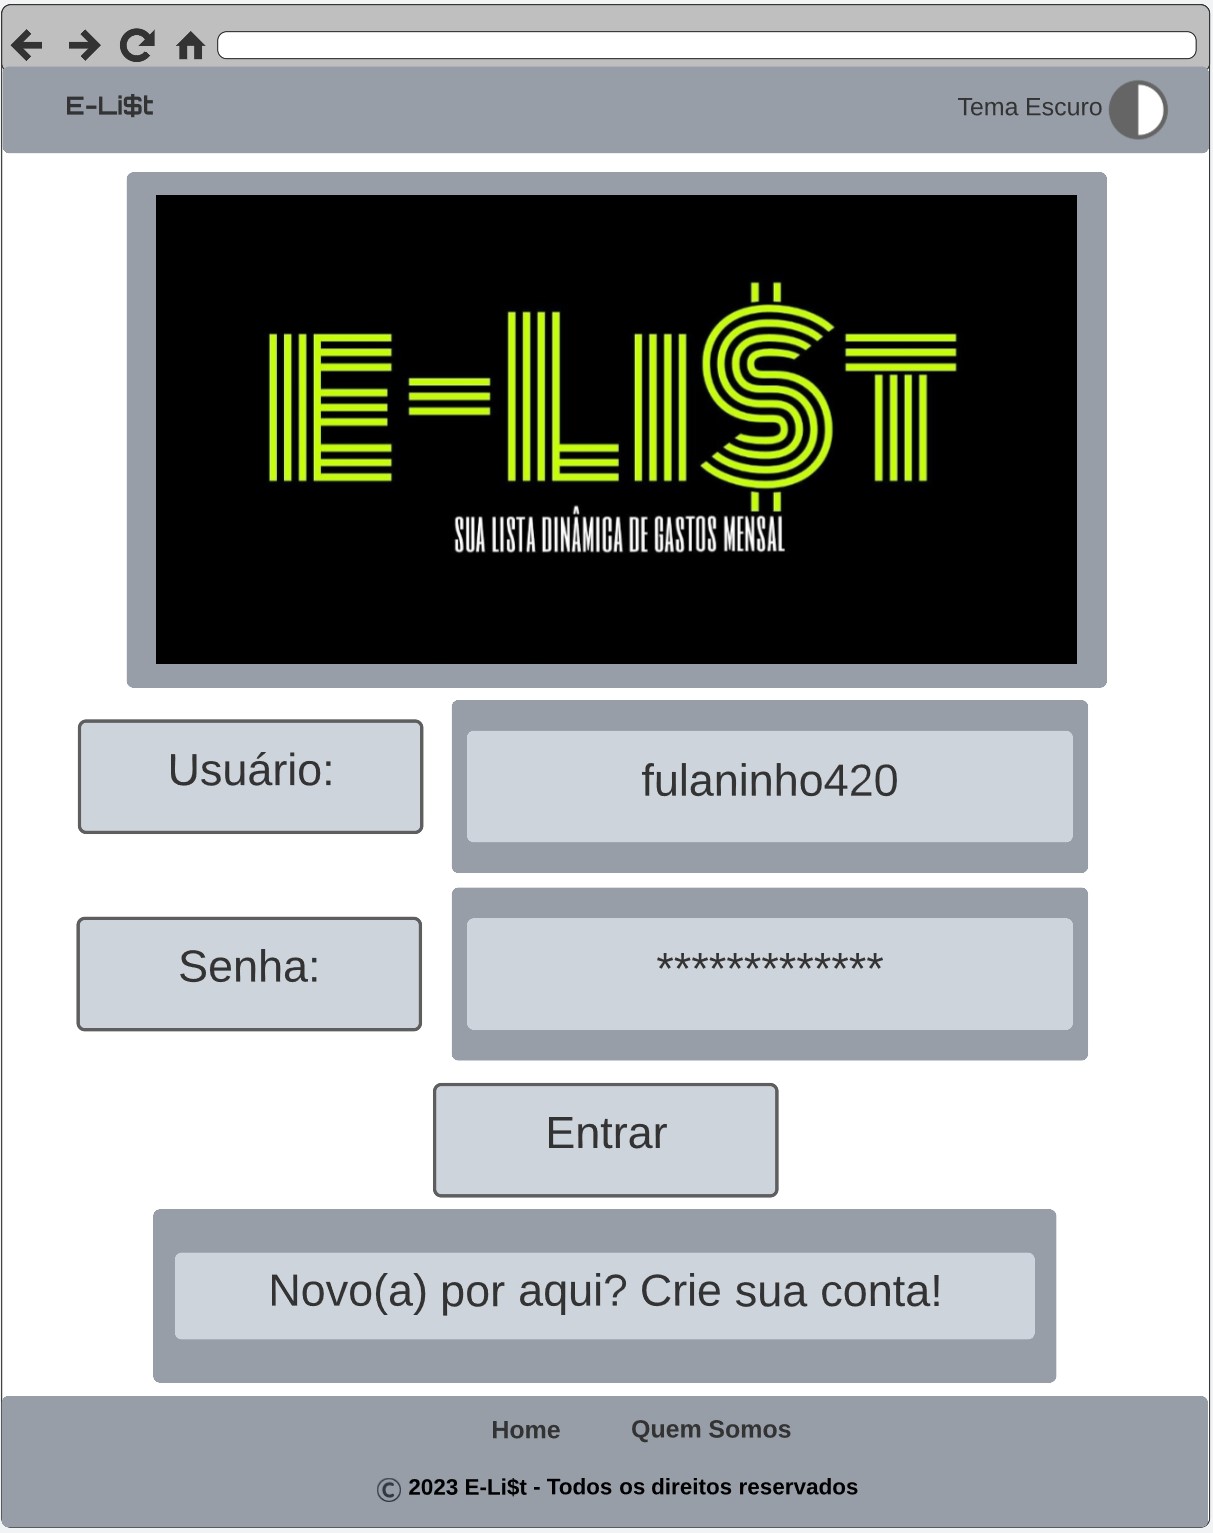 E-Li$t
Tema Escuro
E-LI$T
SUA LISTA DINÂMICA DE GASTOS MENSAL
Usuário:
fulaninho420
Senha:
*************
Entrar
Novo(a) por aqui? Crie sua conta!
Home Quem Somos
© 2023 E-Li$t - Todos os direitos reservados